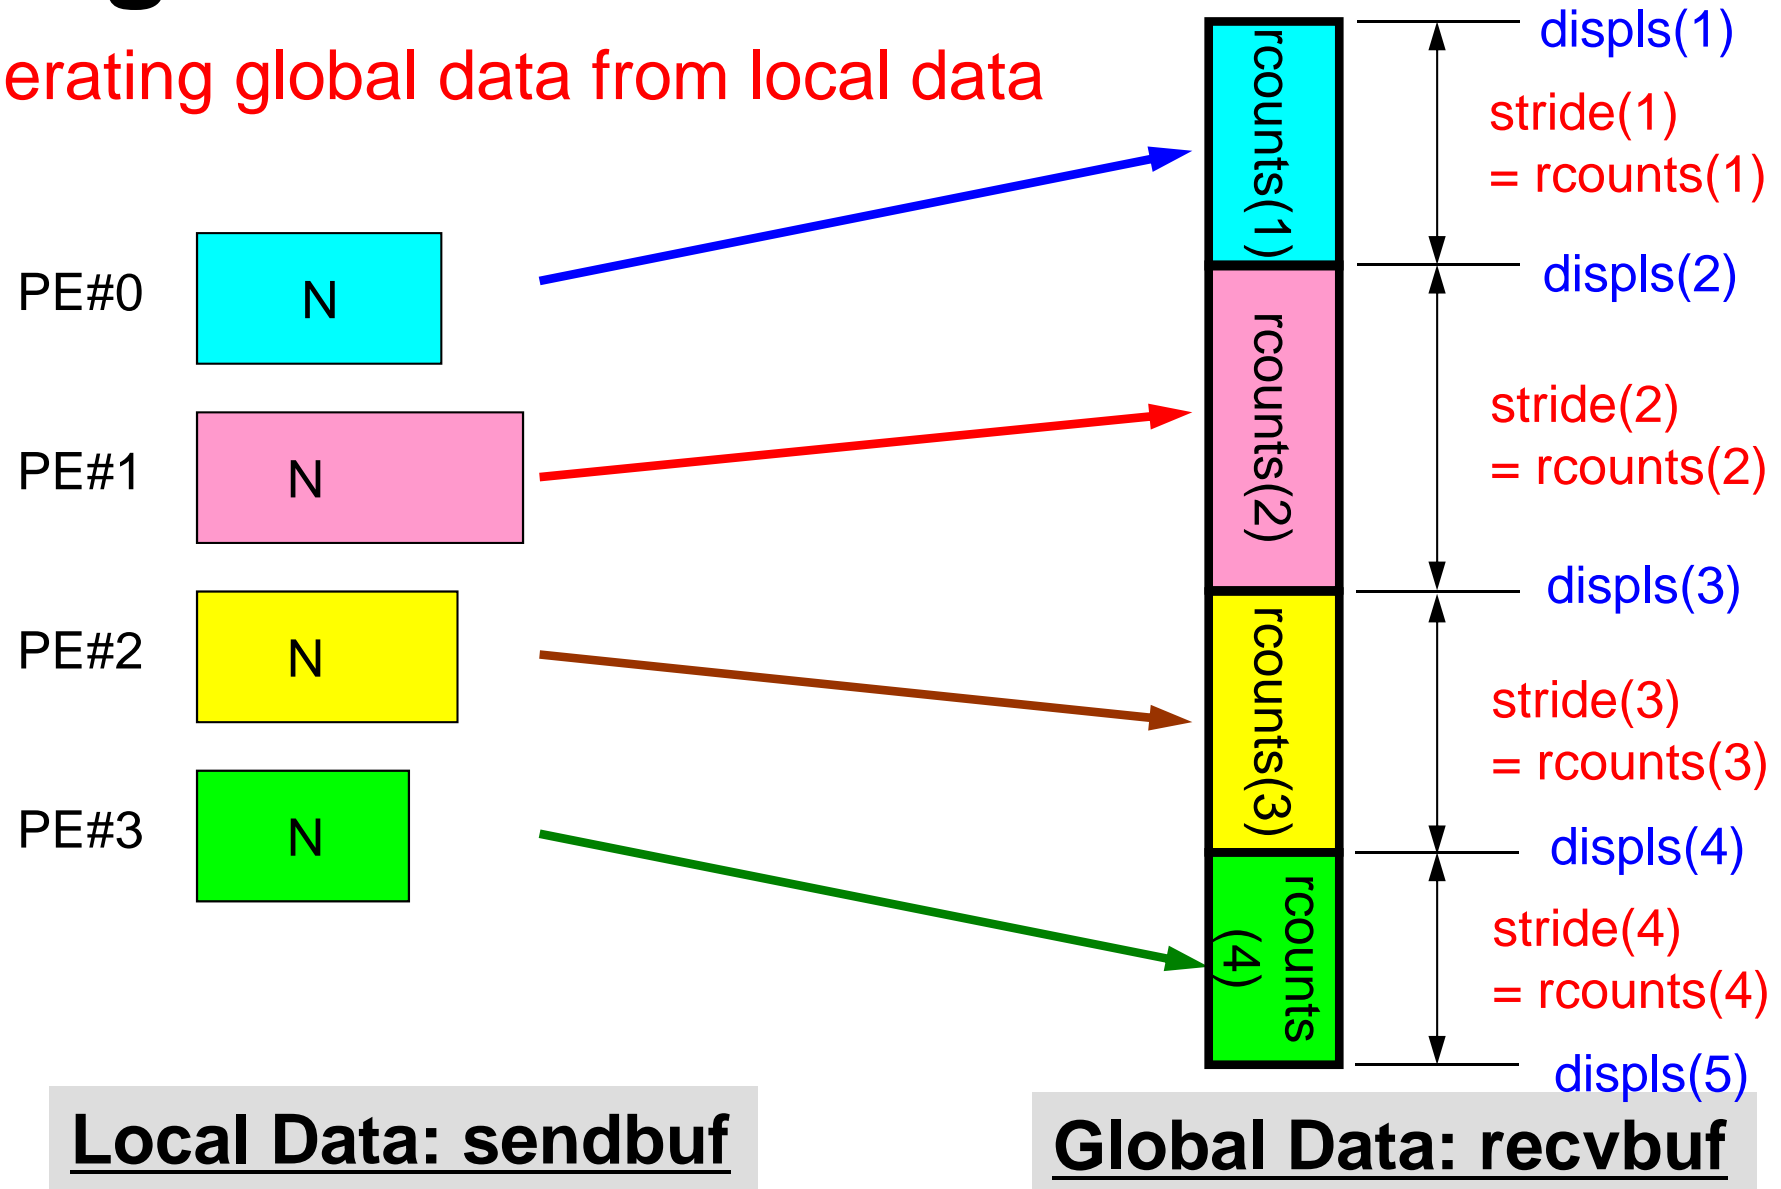 erating global data from local data
PE#0
N
PE#1
N
PE#2
N
PE#3
N
rcounts(1)
rcounts(2)
rcounts(3)
rcounts
(4)
displs(1)
stride(1)
= rcounts(1)
displs(2)
stride(2)
= rcounts(2)
displs(3)
stride(3)
= rcounts(3)
displs(4)
stride(4)
= rcounts(4)
displs(5)
Local Data: sendbuf
Global Data: recvbuf